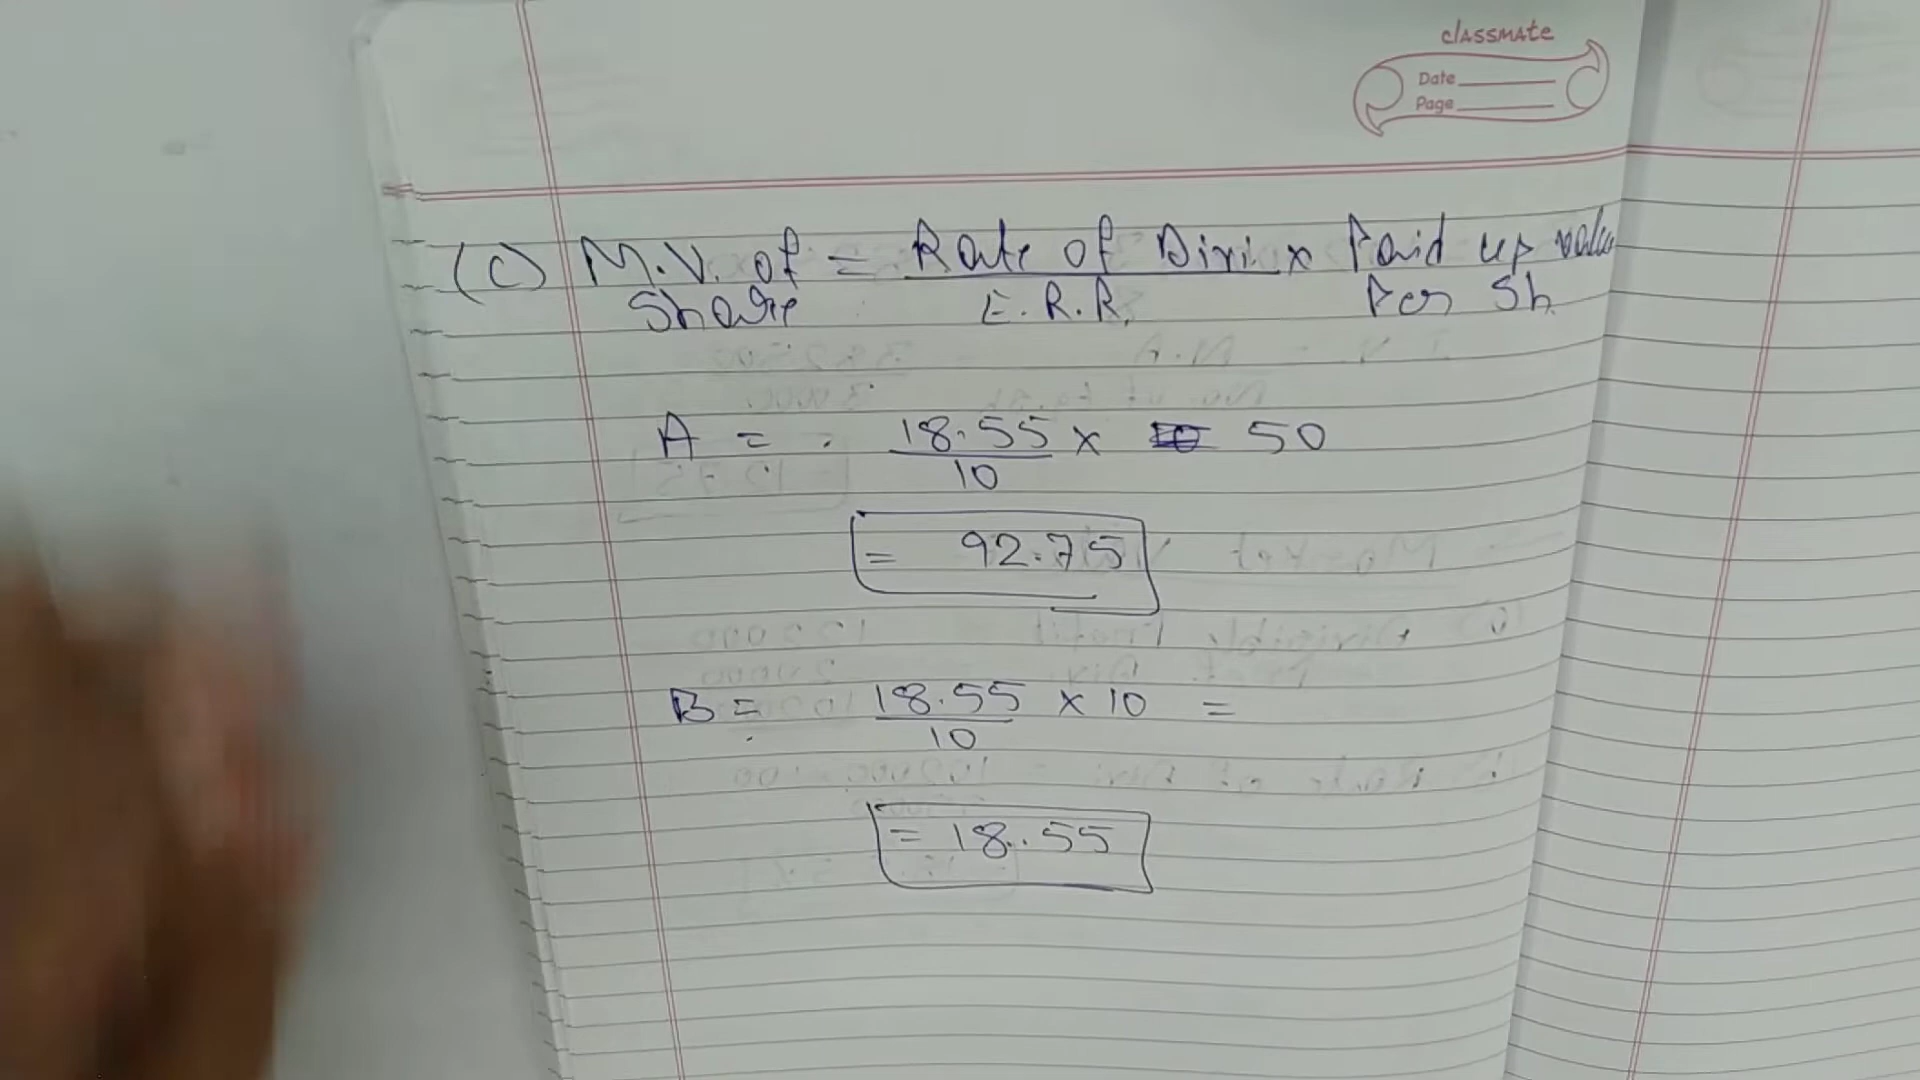 classmate
Date
Page
(C) M.V. of Share = Rate of Divi x Paid up value
E.R.R. Per Sh.
A = 18.55 x 50
10
= 92.75
B = 18.55 x 10 =
10
= 18.55